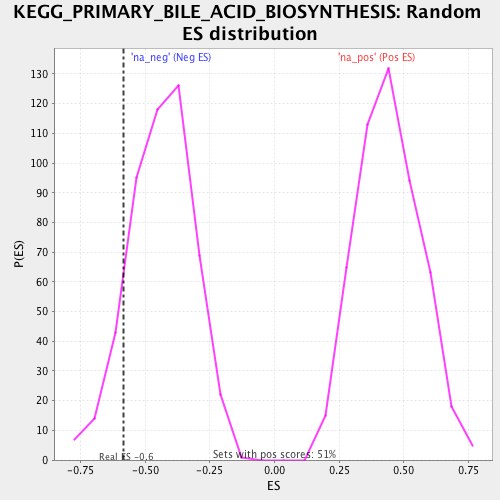 KEGG_PRIMARY_BILE_ACID_BIOSYNTHESIS: Random
ES distribution
'na_neg' (Neg ES)
'na_pos' (Pos ES)
130
120
110
100
90
80
70
60
50
40
30
20
10
0
P(ES)
Real ES -0,6
Sets with pos scores: 51%
-0.75
-0.50
-0.25
0.00
0.25
0.50
0.75
ES